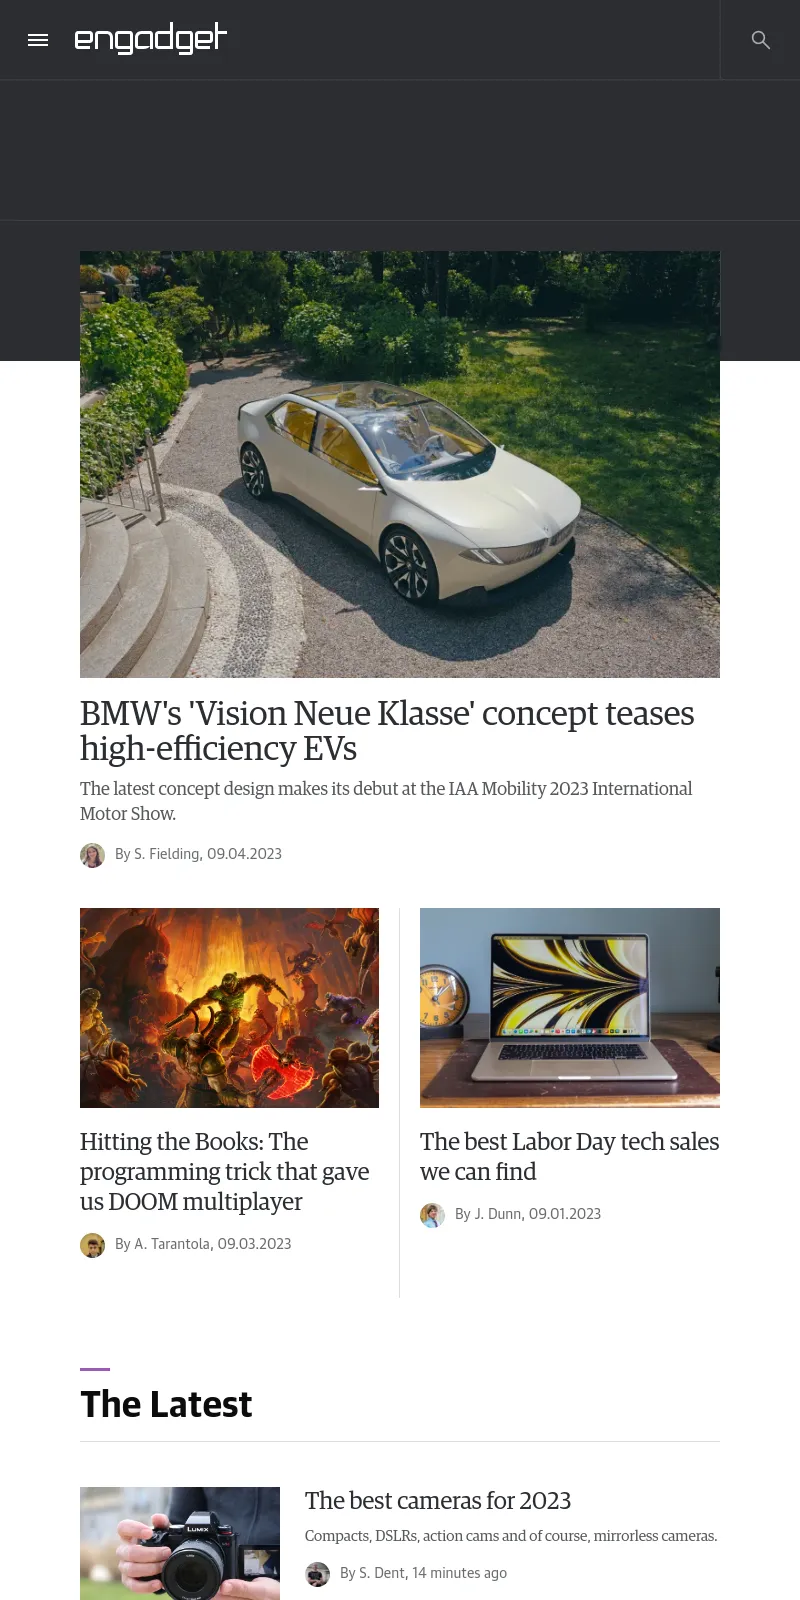 engadget
BMW's 'Vision Neue Klasse' concept teases
high-efficiency EVs
The latest concept design makes its debut at the IAA Mobility 2023 International
Motor Show.
By S. Fielding, 09.04.2023
Hitting the Books: The
programming trick that gave
us DOOM multiplayer
By A. Tarantola, 09.03.2023
The best Labor Day tech sales
we can find
By J. Dunn, 09.01.2023
The Latest
LUMIX
The best cameras for 2023
Compacts, DSLRs, action cams and of course, mirrorless cameras.
By S. Dent, 14 minutes ago